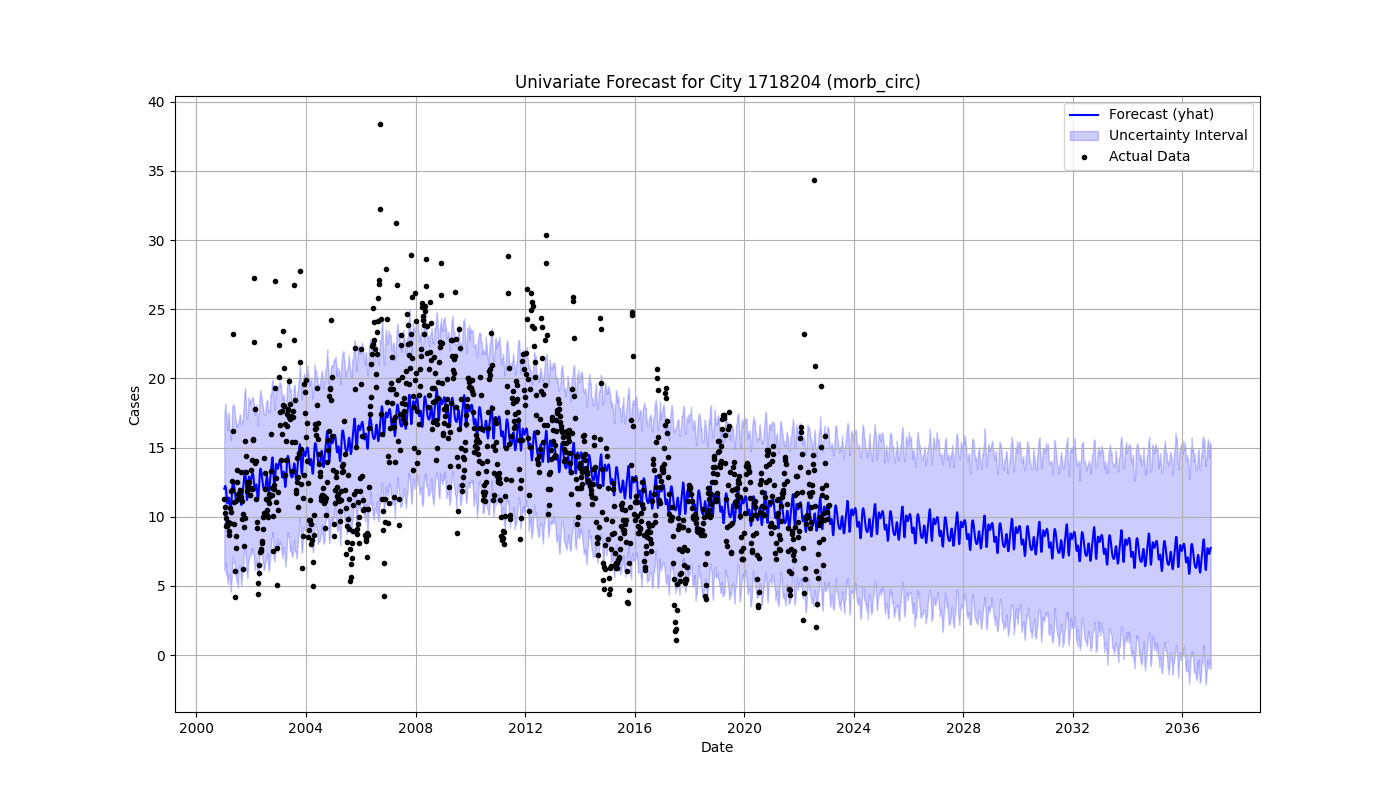 Univariate Forecast for City 1718204 (morb_circ)
Forecast (yhat)
Uncertainty Interval
Actual Data
Cases
40
35
30
25
20
15
10
5
0
2000 2004 2008 2012 2016 2020 2024 2028 2032 2036
Date